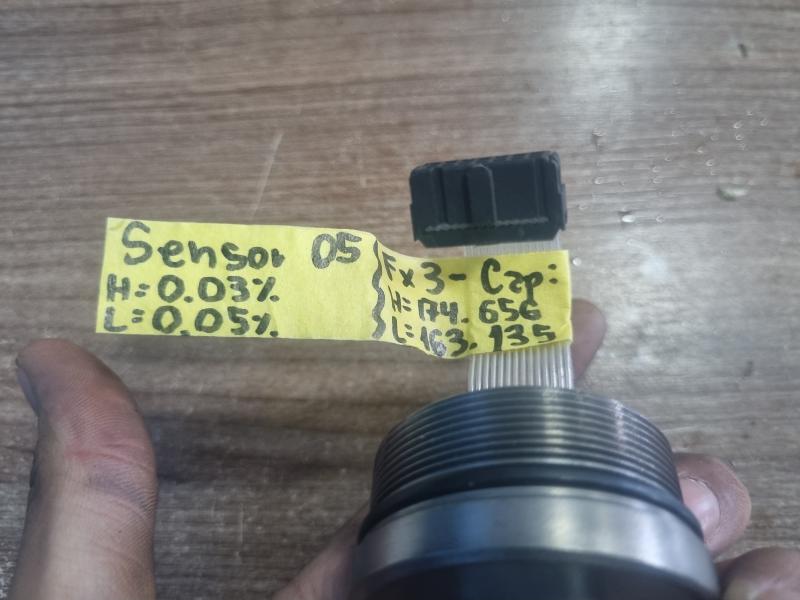 Sensor 05
H=0.03%
L=0.05%
Fx3-Cap:
H=174.656
L=163.135